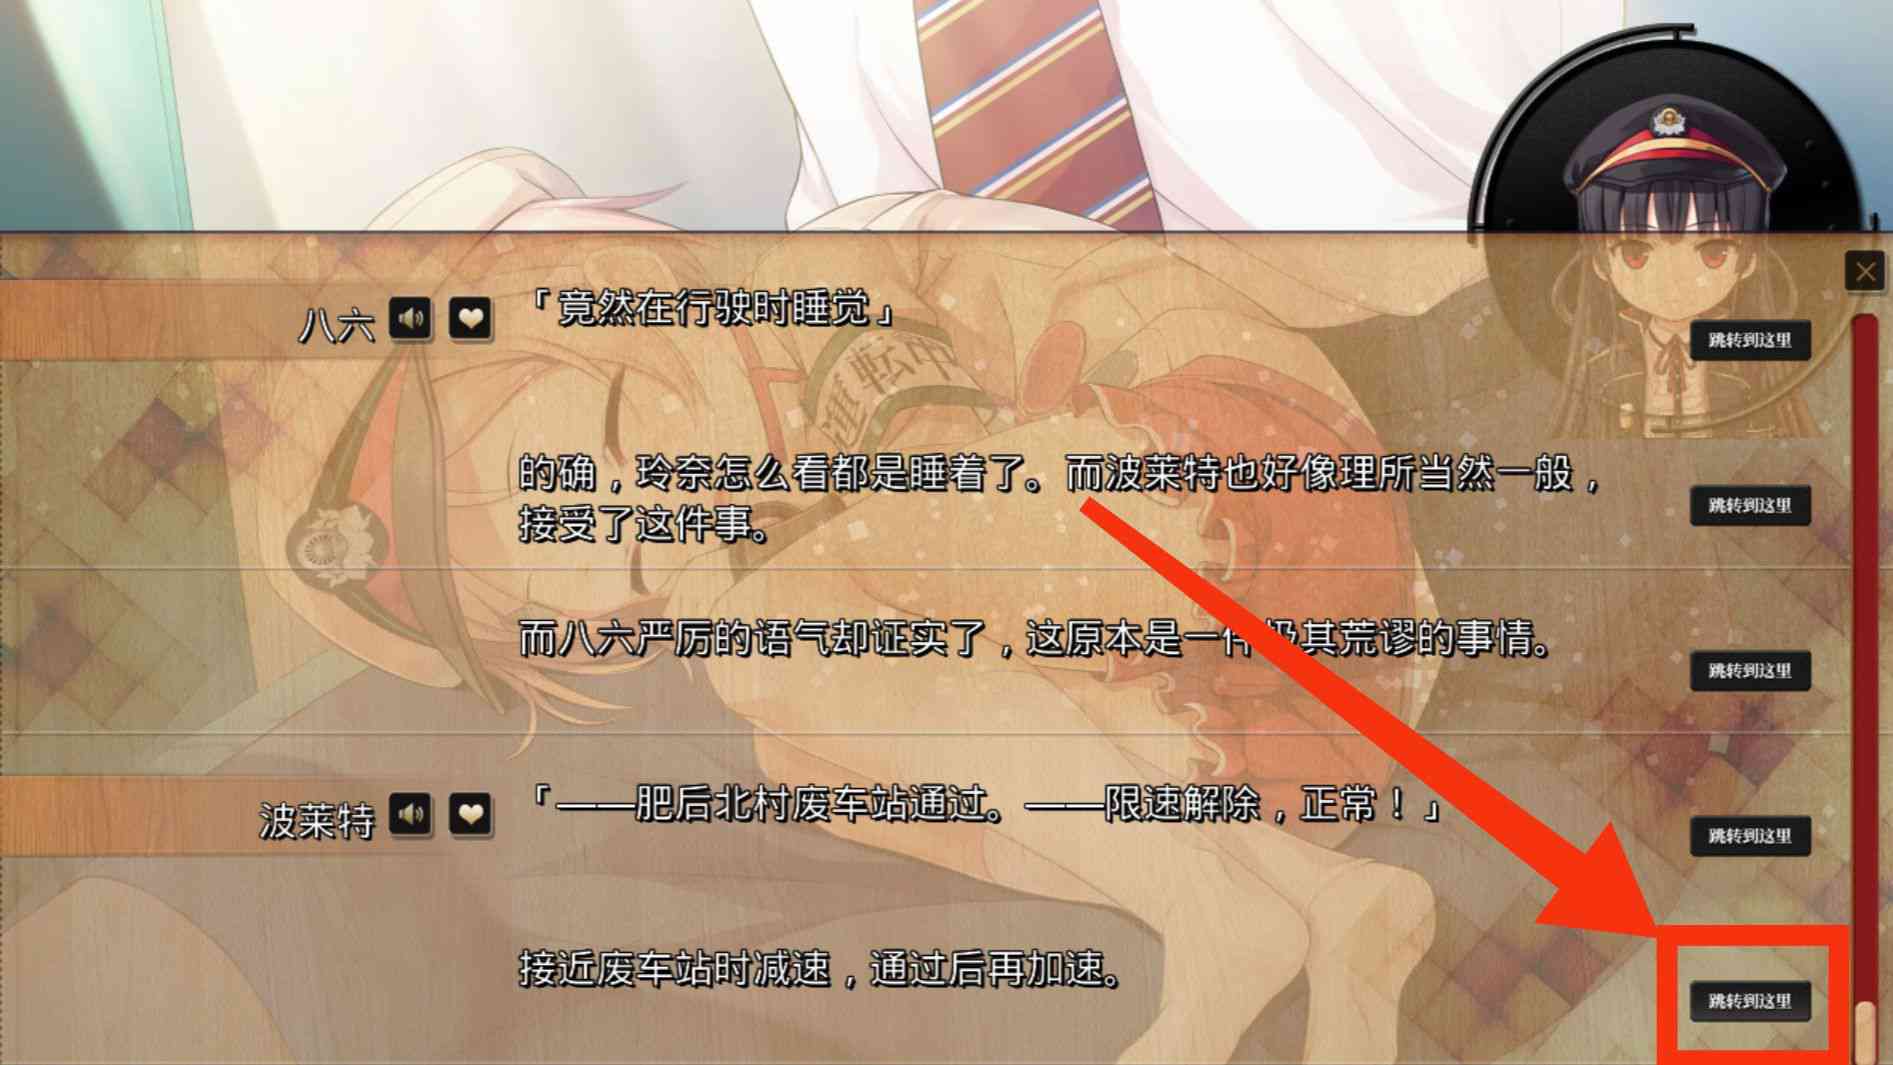 八六
「竟然在行驶时睡觉」
跳转到这里
運転中
的确，玲奈怎么看都是睡着了。而波莱特也好像理所当然一般，
接受了这件事。
跳转到这里
而八六严厉的语气却证实了，这原本是一件极其荒谬的事情。
跳转到这里
波莱特
「——肥后北村废车站通过。——限速解除，正常！」
跳转到这里
接近废车站时减速，通过后再加速。
跳转到这里